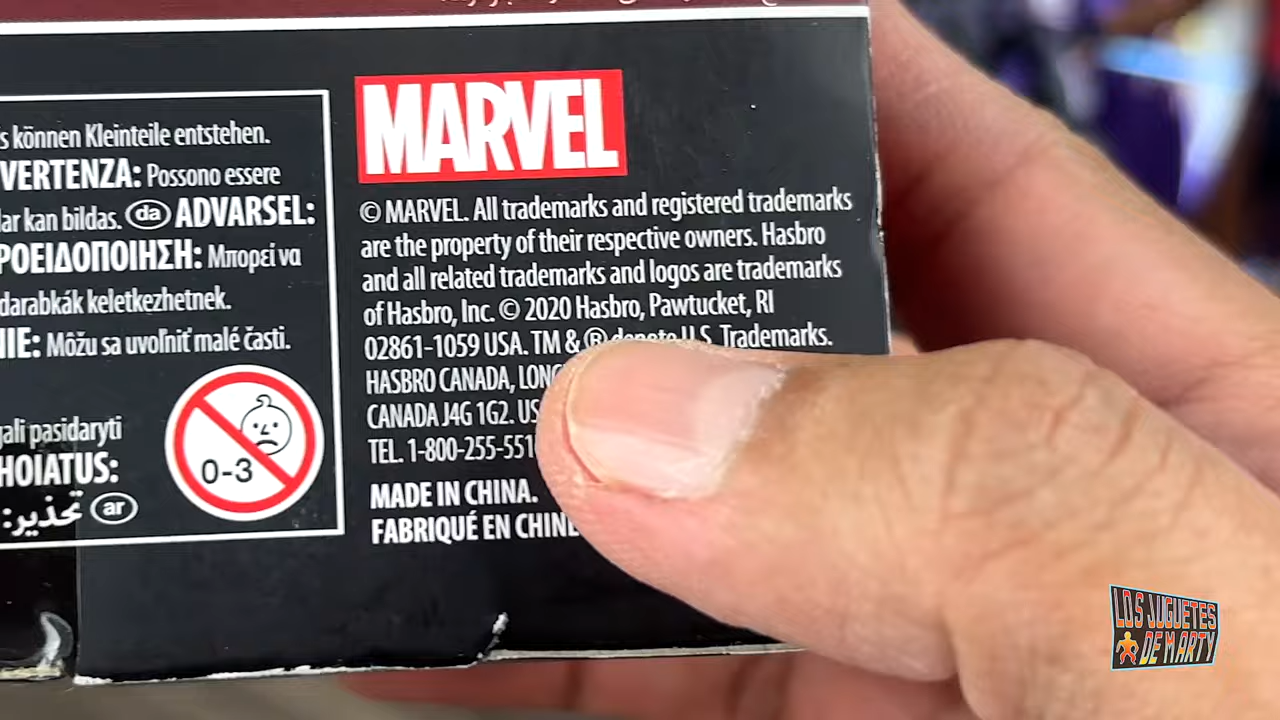 s können Kleinteile entstehen.
VERTENZA: Possono essere
lar kan bildas. da ADVARSEL:
ΡΟΕΙΔΟΠΟΙΗΣΗ: Μπορεί να
darabkák keletkezhetnek.
NIE: Môžu sa uvoľniť malé časti.
gali pasidaryti
HOIATUS:
تحذير: ar
0-3
MARVEL
© MARVEL. All trademarks and registered trademarks
are the property of their respective owners. Hasbro
and all related trademarks and logos are trademarks
of Hasbro, Inc. © 2020 Hasbro, Pawtucket, RI
02861-1059 USA. TM & ® denote U.S. Trademarks.
HASBRO CANADA, LONG
CANADA J4G 1G2. US
TEL. 1-800-255-551
MADE IN CHINA.
FABRIQUÉ EN CHINE
LOS JUGUETES
DE MARTY